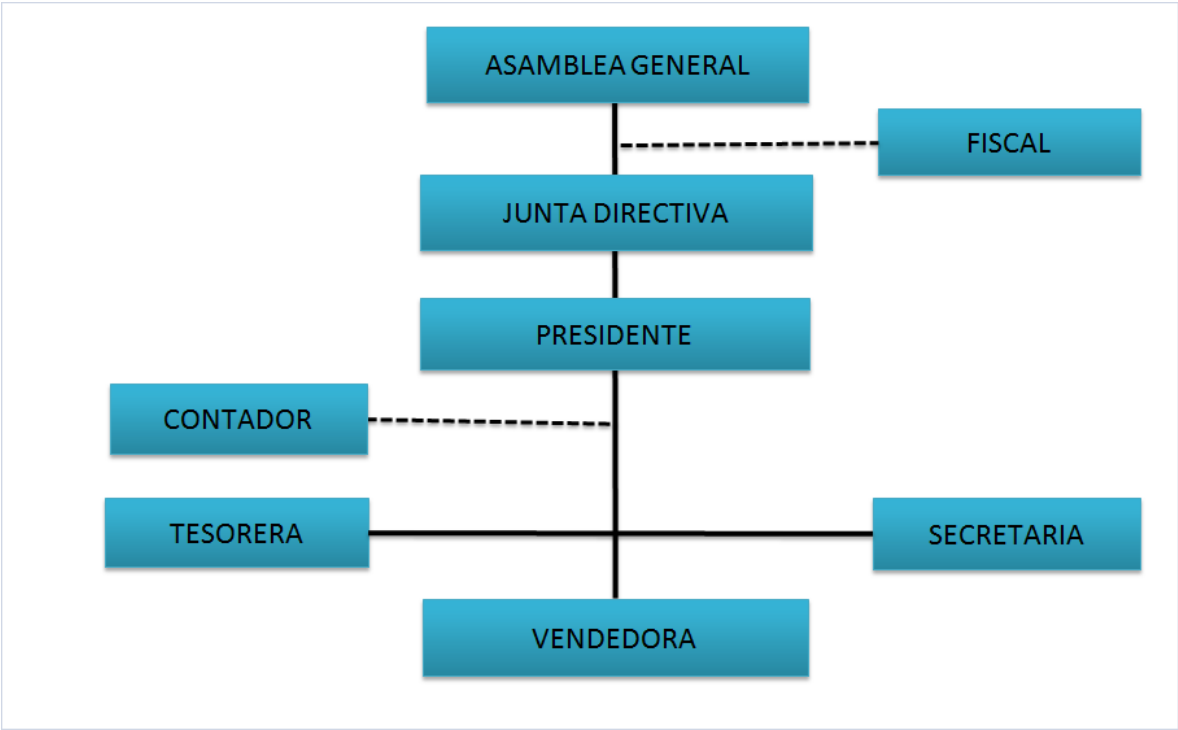 ASAMBLEA GENERAL
FISCAL
JUNTA DIRECTIVA
PRESIDENTE
CONTADOR
TESORERA
SECRETARIA
VENDEDORA